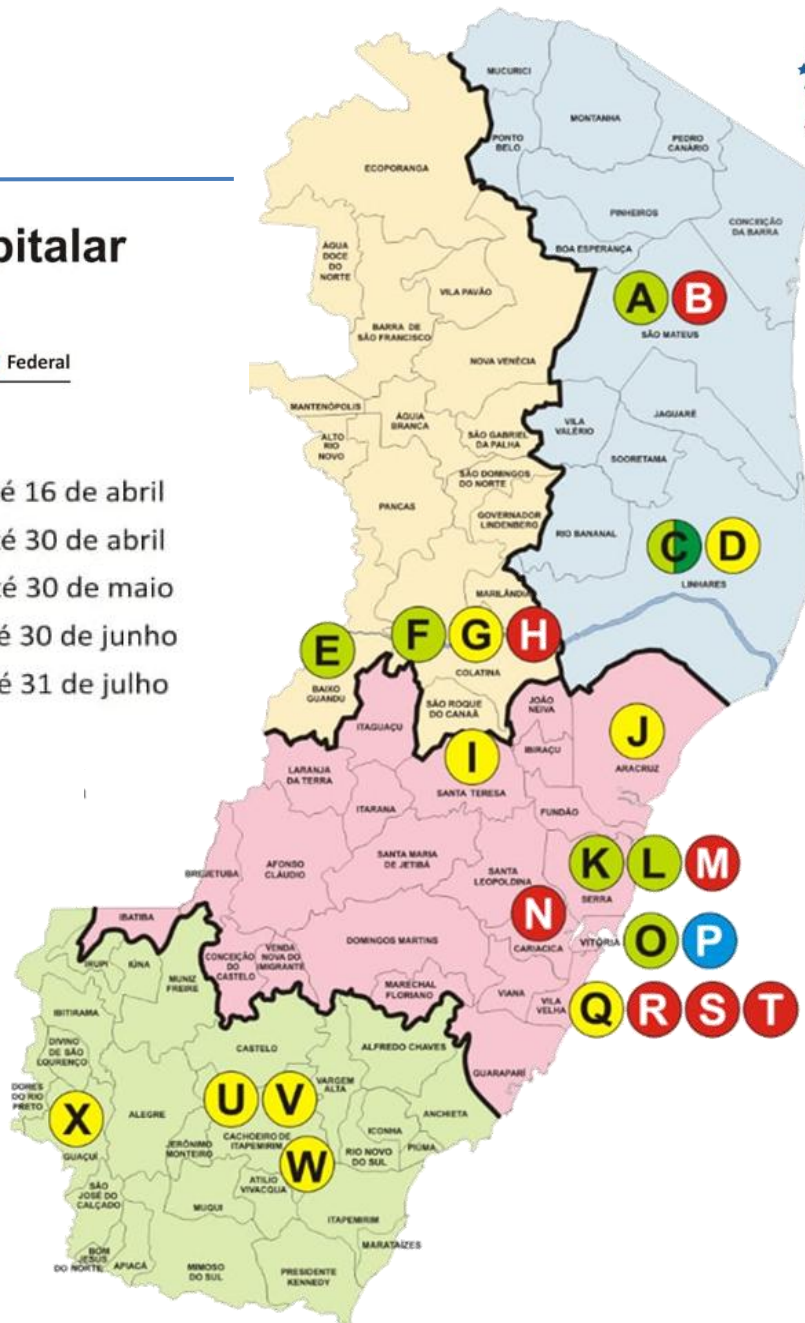 pitalar
Federal
é 16 de abril
té 30 de abril
té 30 de maio
é 30 de junho
é 31 de julho
MUCURICI
MONTANHA
PONTO
BELO
PEDRO
CANÁRIO
ECOPORANGA
PINHEIROS
CONCEIÇÃO
DA BARRA
ÁGUA
DOCE
DO
NORTE
BOA ESPERANÇA
VILA PAVÃO
A B
SÃO MATEUS
BARRA DE
SÃO FRANCISCO
NOVA VENÉCIA
MANTENÓPOLIS
ÁGUIA
BRANCA
JAGUARÉ
VILA
VALÉRIO
ALTO
RIO
NOVO
SÃO GABRIEL
DA PALHA
SOORETAMA
SÃO DOMINGOS
DO NORTE
PANCAS
GOVERNADOR
LINDENBERG
RIO BANANAL
C D
LINHARES
MARILÂNDIA
E
F G H
COLATINA
BAIXO
GUANDU
SÃO ROQUE
DO CANAÃ
JOÃO
NEIVA
ITAGUAÇU
J
ARACRUZ
IBIRAÇU
I
SANTA TERESA
LARANJA
DA TERRA
ITARANA
FUNDÃO
SANTA MARIA
DE JETIBÁ
AFONSO
CLÁUDIO
BREJETUBA
SANTA
LEOPOLDINA
K L M
SERRA
N
CARIACICA
IBATIBA
VITÓRIA
O P
DOMINGOS MARTINS
CONCEIÇÃO
DO
CASTELO
VENDA
NOVA DO
IMIGRANTE
IRUPI
IÚNA
MUNIZ
FREIRE
MARECHAL
FLORIANO
VIANA
VILA
VELHA
Q R S T
IBITIRAMA
DIVINO
DE SÃO
LOURENÇO
CASTELO
ALFREDO CHAVES
GUARAPARÍ
DORES
DO RIO
PRETO
X
GUAÇUÍ
ALEGRE
U V
VARGEM
ALTA
CACHOEIRO DE
ITAPEMIRIM
ANCHIETA
ICONHA
JERÔNIMO
MONTEIRO
W
RIO NOVO
DO SUL
PIÚMA
SÃO
JOSÉ DO
CALÇADO
ATILIO
VIVACQUA
MUQUI
ITAPEMIRIM
MARATAÍZES
BOM
JESUS
DO NORTE
APIACÁ
MIMOSO
DO SUL
PRESIDENTE
KENNEDY